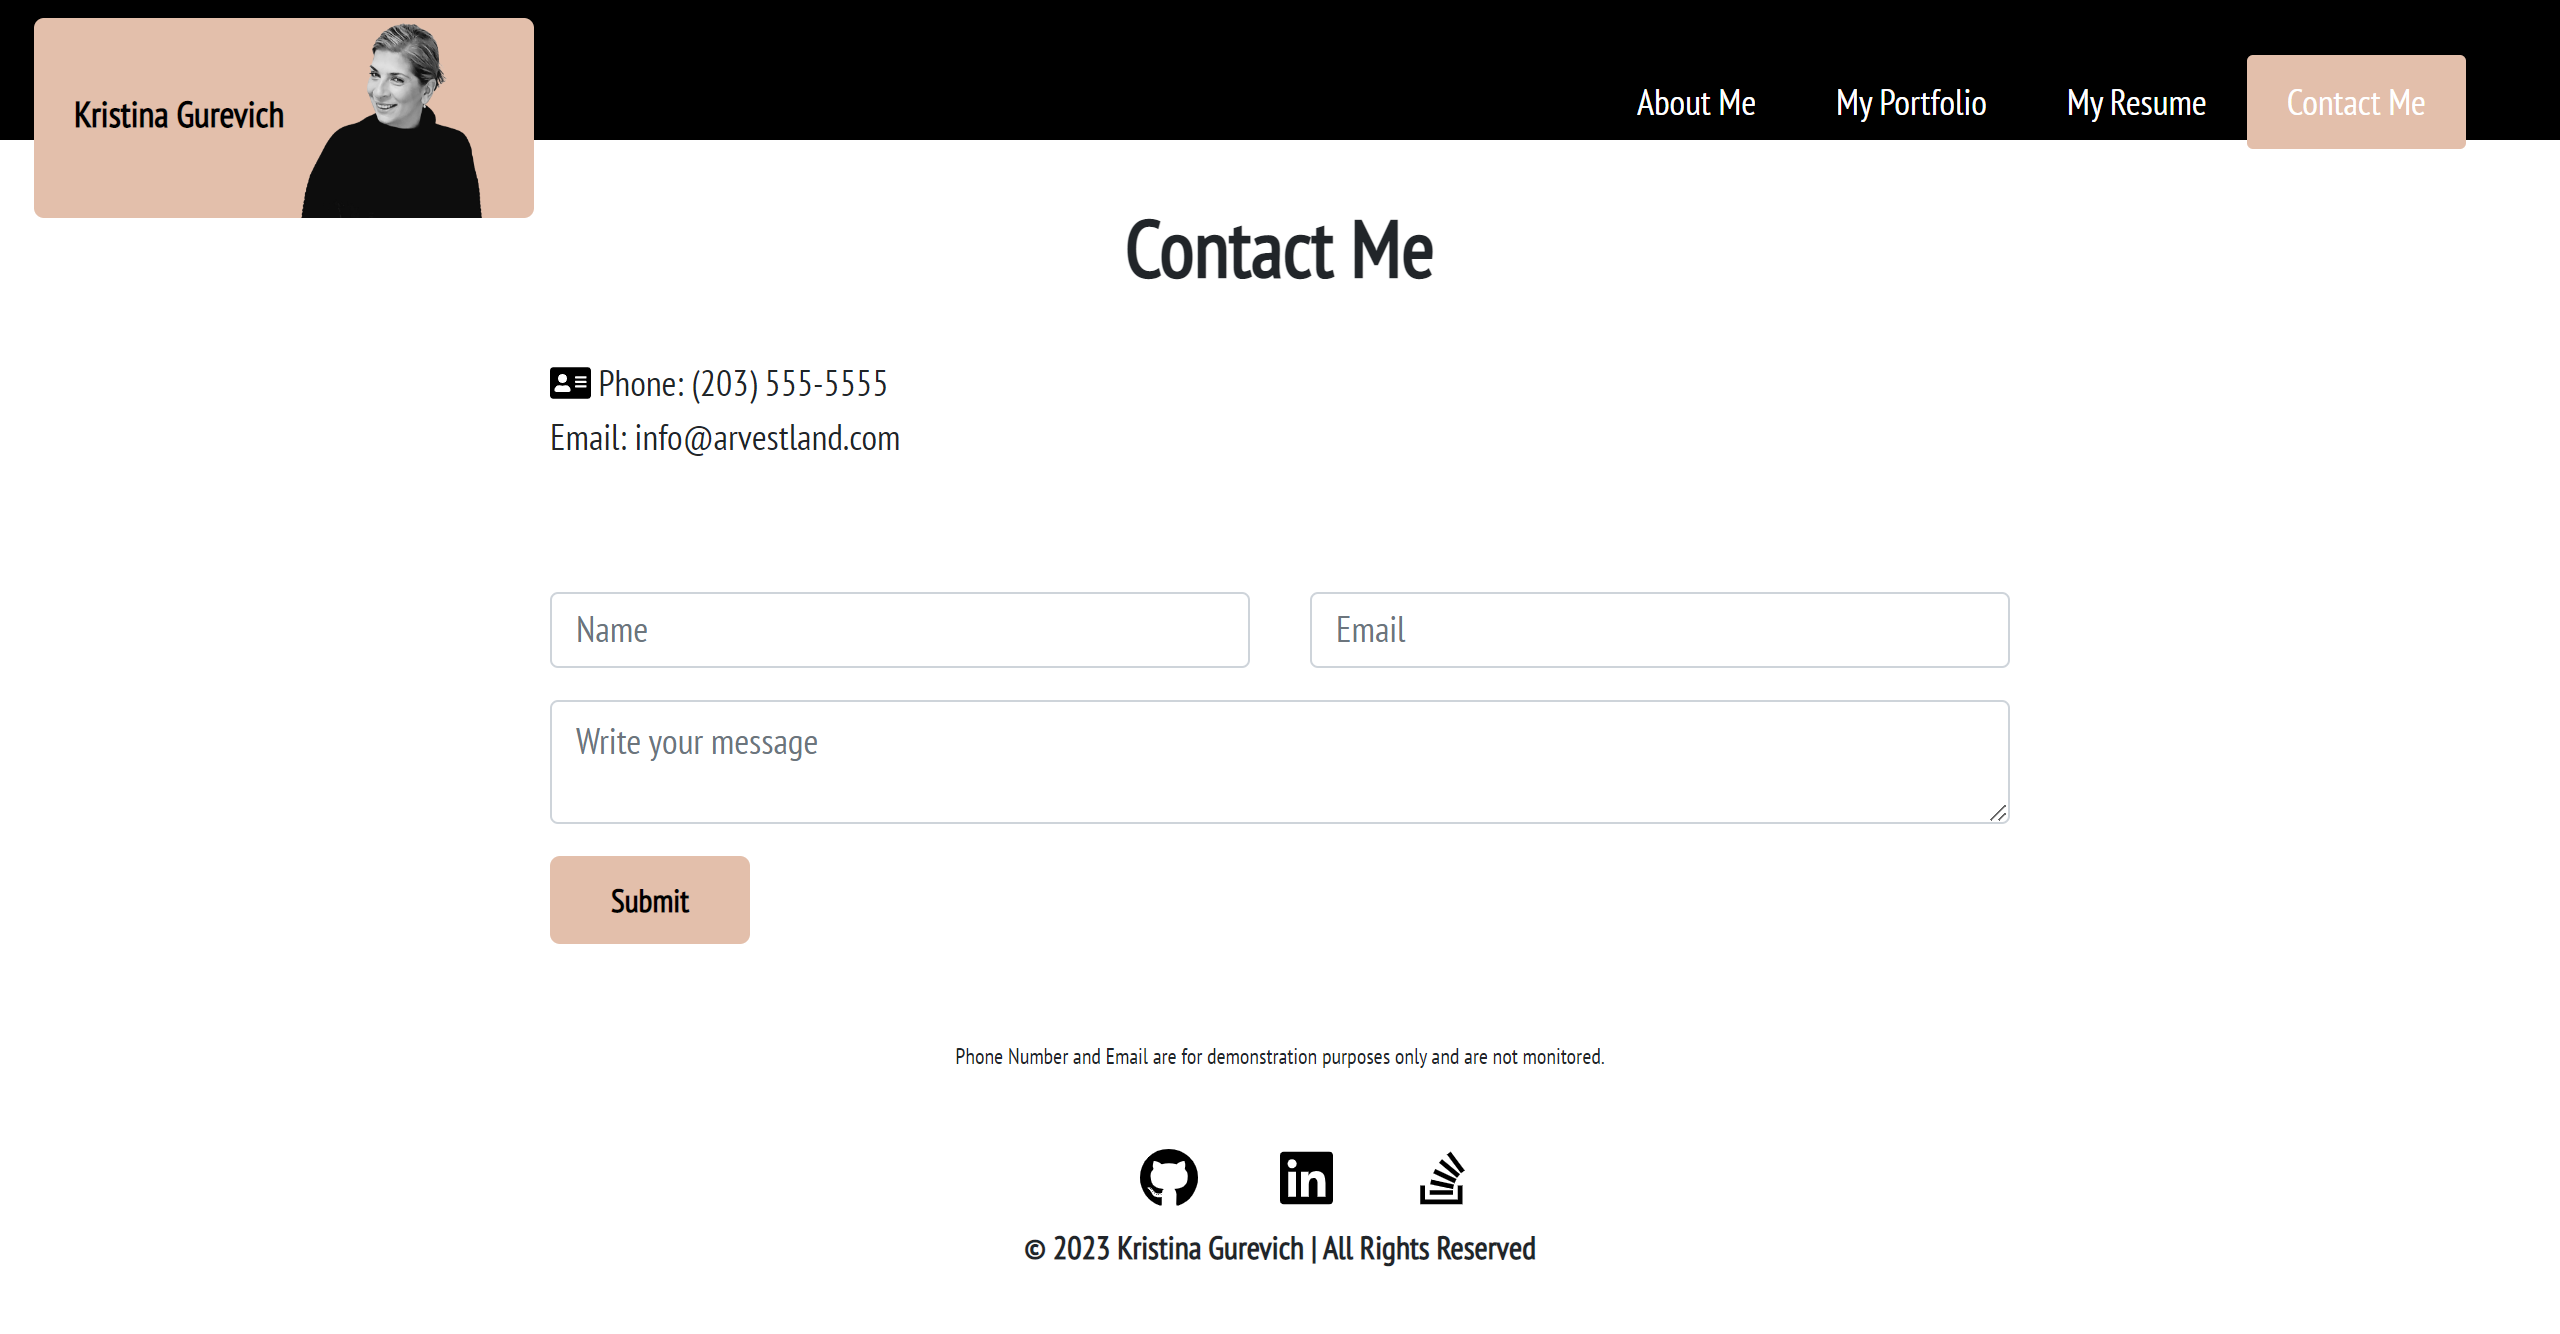 Kristina Gurevich
About Me
My Portfolio
My Resume
Contact Me
Contact Me
Phone: (203) 555-5555
Email: info@arvestland.com
Name
Email
Write your message
Submit
Phone Number and Email are for demonstration purposes only and are not monitored.
in
© 2023 Kristina Gurevich | All Rights Reserved